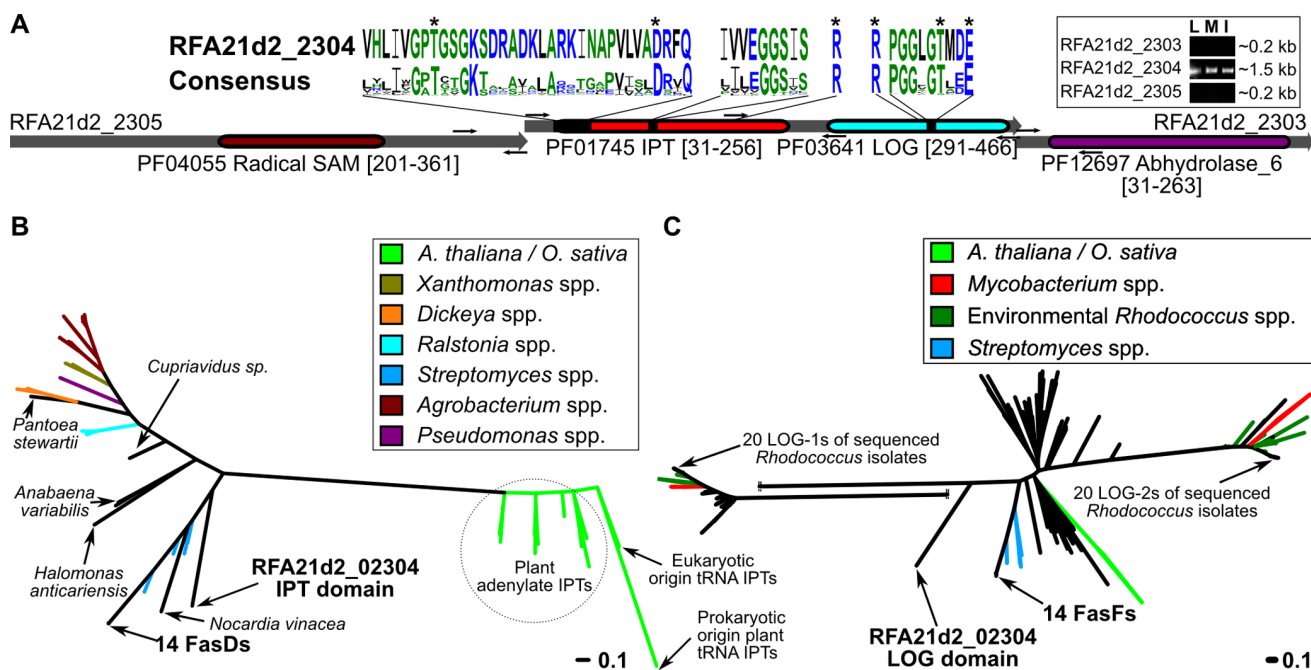 A
RFA21d2_2304
VHLIVGPTGSGKSDRADKLARKINAPVLVADRFQ IVVEGGSIS R R PGGLGTMDE
* * * * * *
Consensus
L M I
RFA21d2_2303 ~0.2 kb
RFA21d2_2304 ~1.5 kb
RFA21d2_2305 ~0.2 kb
RFA21d2_2305
RFA21d2_2303
PF04055 Radical SAM [201-361]
PF01745 IPT [31-256]
PF03641 LOG [291-466]
PF12697 Abhydrolase_6
[31-263]
B
A. thaliana / O. sativa
Xanthomonas spp.
Dickeya spp.
Ralstonia spp.
Streptomyces spp.
Agrobacterium spp.
Pseudomonas spp.
Cupriavidus sp.
Pantoea
stewartii
Anabaena
variabilis
Halomonas
anticariensis
RFA21d2_02304
IPT domain
Nocardia vinacea
14 FasDs
Plant
adenylate IPTs
Eukaryotic
origin tRNA IPTs
Prokaryotic
origin plant
tRNA IPTs
0.1
C
A. thaliana / O. sativa
Mycobacterium spp.
Environmental Rhodococcus spp.
Streptomyces spp.
20 LOG-1s of sequenced
Rhodococcus isolates
20 LOG-2s of sequenced
Rhodococcus isolates
RFA21d2_02304
LOG domain
14 FasFs
0.1